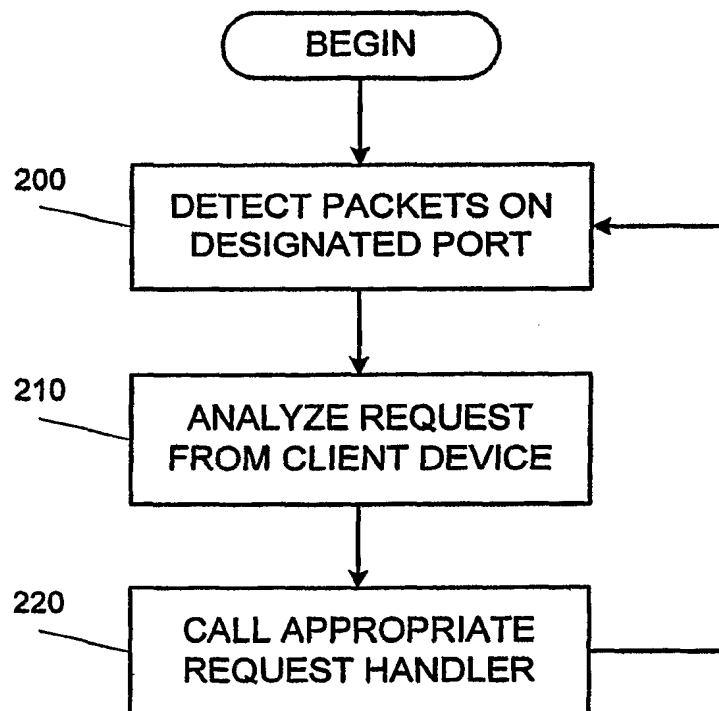 BEGIN
200
DETECT PACKETS ON
DESIGNATED PORT
210
ANALYZE REQUEST
FROM CLIENT DEVICE
220
CALL APPROPRIATE
REQUEST HANDLER